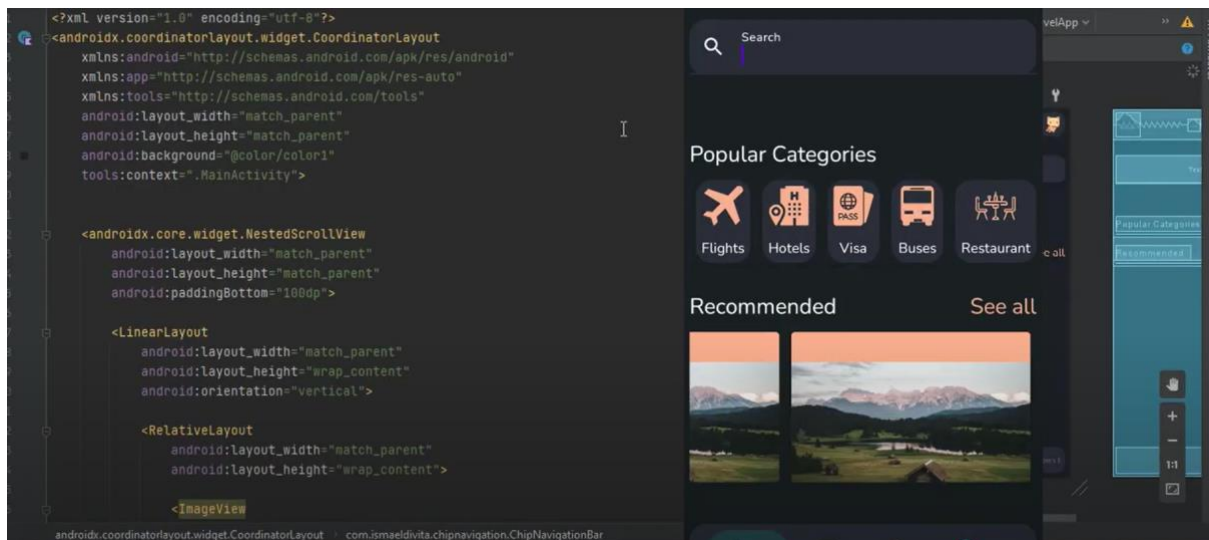 <?xml version="1.0" encoding="utf-8"?>
<androidx.coordinatorlayout.widget.CoordinatorLayout
xmlns:android="http://schemas.android.com/apk/res/android"
xmlns:app="http://schemas.android.com/apk/res-auto"
xmlns:tools="http://schemas.android.com/tools"
android:layout_width="match_parent"
android:layout_height="match_parent"
android:background="@color/color1"
tools:context=".MainActivity">
<androidx.core.widget.NestedScrollView
android:layout_width="match_parent"
android:layout_height="match_parent"
android:paddingBottom="100dp">
<LinearLayout
android:layout_width="match_parent"
android:layout_height="wrap_content"
android:orientation="vertical">
<RelativeLayout
android:layout_width="match_parent"
android:layout_height="wrap_content">
<ImageView
androidx.coordinatorlayout.widget.CoordinatorLayout › com.ismaeldivita.chipnavigation.ChipNavigationBar
Search
Popular Categories
H
PASS
Flights Hotels Visa Buses Restaurant
Recommended See all
velApp
e all
Popular Categories
Recommended
1:1